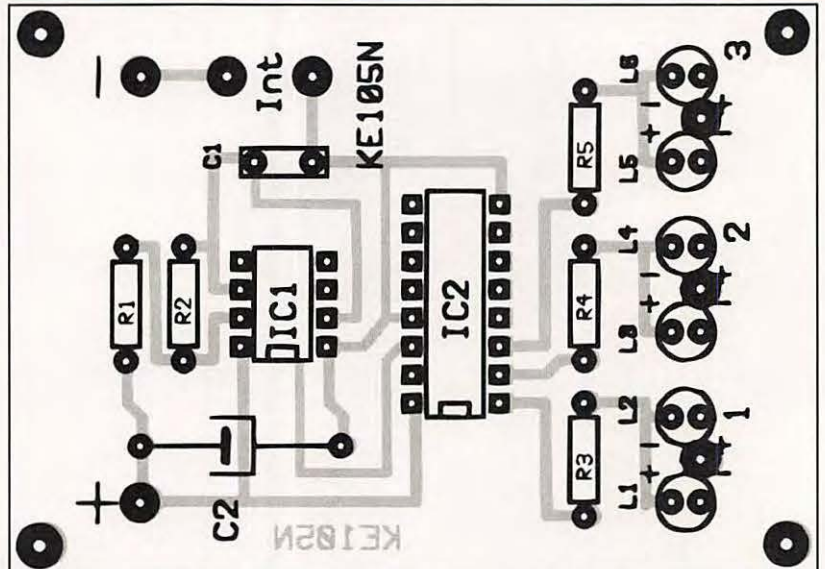 −
Int
KE105N
C1
R1
R2
IC1
IC2
R5
L6
3
− +
+
L5
L4
2
R4
− +
+
L3
L2
1
R3
− +
+
L1
C2
+
KE105N